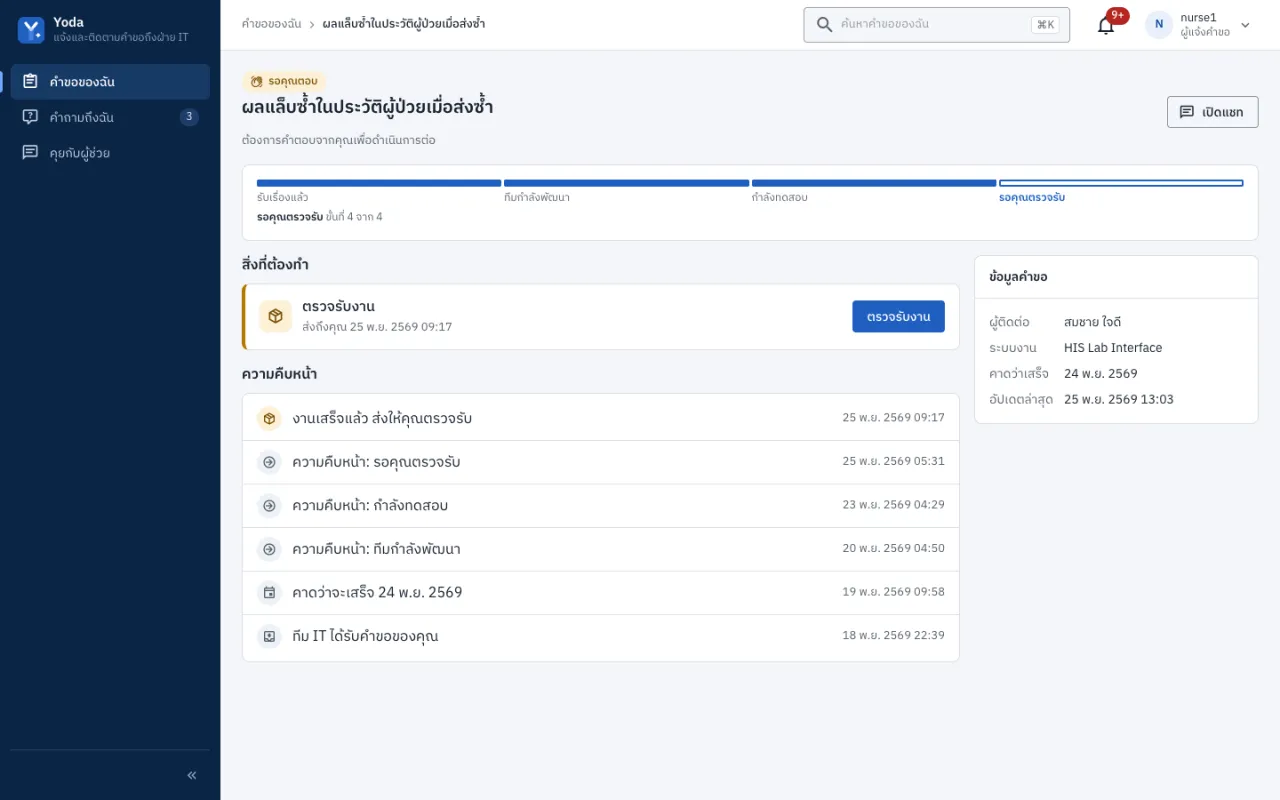 Yoda
แจ้งและติดตามคำขอถึงฝ่าย IT
คำขอของฉัน
คำถามถึงฉัน
3
คุยกับผู้ช่วย
«
คำขอของฉัน > ผลแล็บซ้ำในประวัติผู้ป่วยเมื่อส่งซ้ำ
ค้นหาคำขอของฉัน
⌘K
9+
N
nurse1
ผู้แจ้งคำขอ
รอคุณตอบ
ผลแล็บซ้ำในประวัติผู้ป่วยเมื่อส่งซ้ำ
เปิดแชท
ต้องการคำตอบจากคุณเพื่อดำเนินการต่อ
รับเรื่องแล้ว
ทีมกำลังพัฒนา
กำลังทดสอบ
รอคุณตรวจรับ
รอคุณตรวจรับ ขั้นที่ 4 จาก 4
สิ่งที่ต้องทำ
ตรวจรับงาน
ส่งถึงคุณ 25 พ.ย. 2569 09:17
ตรวจรับงาน
ความคืบหน้า
งานเสร็จแล้ว ส่งให้คุณตรวจรับ 25 พ.ย. 2569 09:17
ความคืบหน้า: รอคุณตรวจรับ 25 พ.ย. 2569 05:31
ความคืบหน้า: กำลังทดสอบ 23 พ.ย. 2569 04:29
ความคืบหน้า: ทีมกำลังพัฒนา 20 พ.ย. 2569 04:50
คาดว่าจะเสร็จ 24 พ.ย. 2569 19 พ.ย. 2569 09:58
ทีม IT ได้รับคำขอของคุณ 18 พ.ย. 2569 22:39
ข้อมูลคำขอ
ผู้ติดต่อ สมชาย ใจดี
ระบบงาน HIS Lab Interface
คาดว่าเสร็จ 24 พ.ย. 2569
อัปเดตล่าสุด 25 พ.ย. 2569 13:03